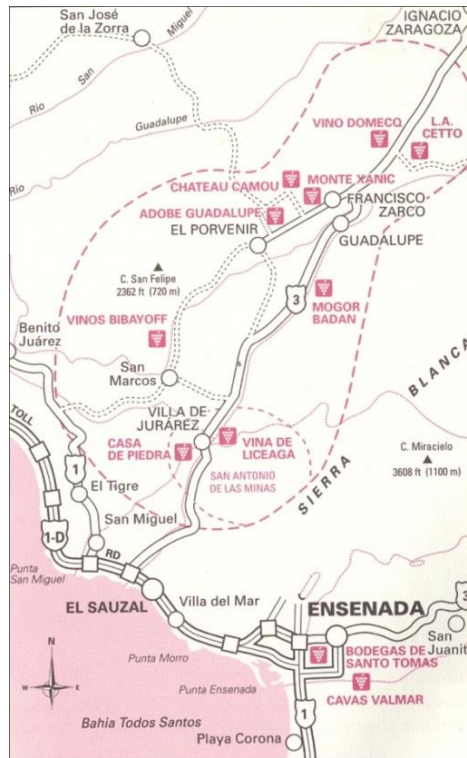 San José
de la Zorra
Rio
San
Miguel
IGNACIO
ZARAGOZA
Rio
Guadalupe
VINO DOMECQ
L.A.
CETTO
CHATEAU CAMOU
MONTE XANIC
ADOBE GUADALUPE
FRANCISCO
ZARCO
EL PORVENIR
GUADALUPE
C. San Felipe
2362 ft (720 m)
3
MOGOR
BADAN
VINOS BIBAYOFF
Benito
Juárez
San
Marcos
BLANCA
TOLL
VILLA DE
JURÁREZ
CASA
DE PIEDRA
VINA DE
LICEAGA
C. Miracielo
3608 ft (1100 m)
SAN ANTONIO
DE LAS MINAS
SIERRA
1
El Tigre
San Miguel
1-D
RD
Punta
San Miguel
EL SAUZAL
Villa del Mar
ENSENADA
3
San
Juanit
N
W
E
S
Punta Morro
BODEGAS DE
SANTO TOMAS
Punta Ensenada
CAVAS VALMAR
1
Bahia Todos Santos
Playa Corona